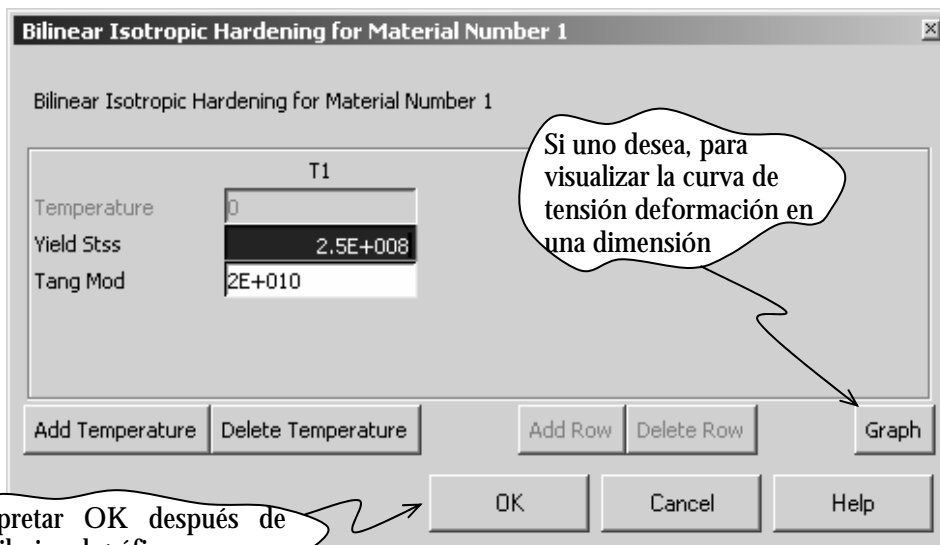 Bilinear Isotropic Hardening for Material Number 1
Bilinear Isotropic Hardening for Material Number 1
Si uno desea, para
visualizar la curva de
tensión deformación en
una dimensión
T1
Temperature 0
Yield Stss 2.5E+008
Tang Mod 2E+010
Add Temperature Delete Temperature Add Row Delete Row Graph
OK Cancel Help
pretar OK después de